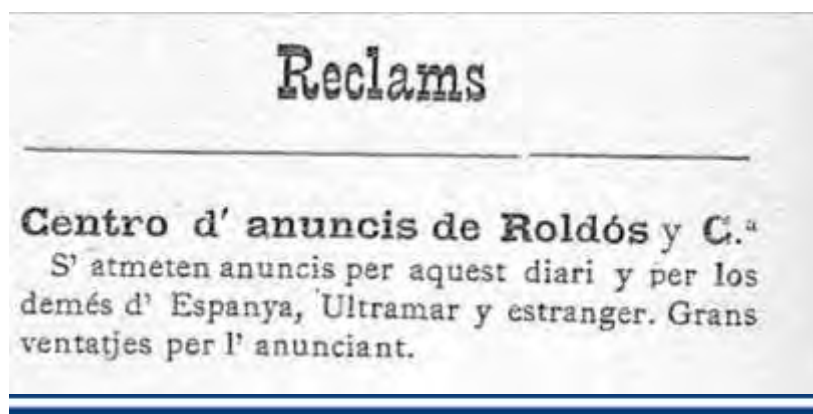 Reclams
Centro d' anuncis de Roldós y C.ª
S' atmeten anuncis per aquest diari y per los
demés d' Espanya, Ultramar y estranger. Grans
ventatjes per l' anunciant.